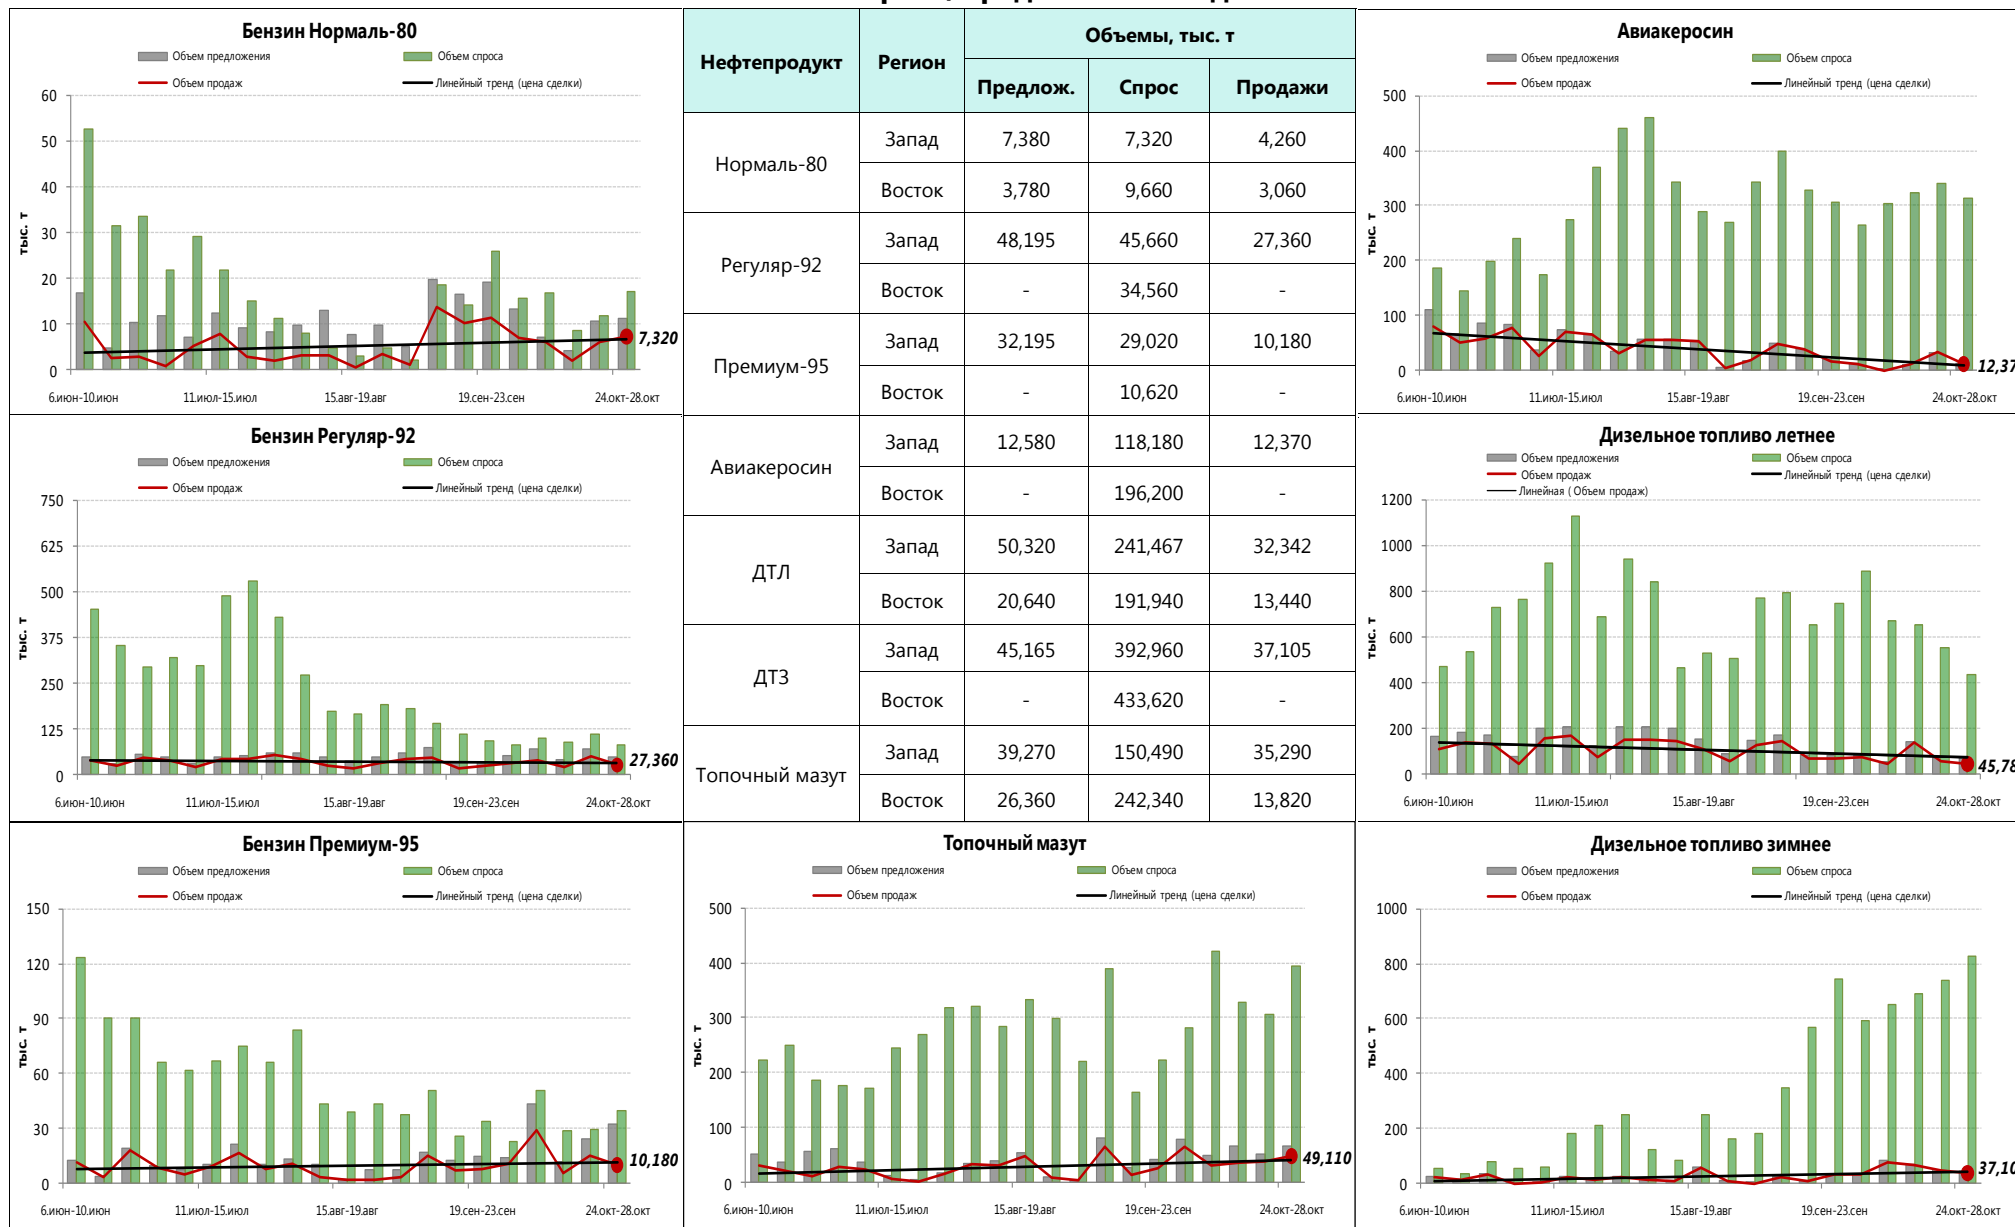 Бензин Нормаль-80
Объем предложения
Объем спроса
Объем продаж
Линейный тренд (цена сделки)
60
50
40
30
20
10
0
тыс. т
7,320
6.июн-10.июн
11.июл-15.июл
15.авг-19.авг
19.сен-23.сен
24.окт-28.окт
Бензин Регуляр-92
Объем предложения
Объем спроса
Объем продаж
Линейный тренд (цена сделки)
750
625
500
375
250
125
0
тыс. т
27,360
6.июн-10.июн
11.июл-15.июл
15.авг-19.авг
19.сен-23.сен
24.окт-28.окт
Бензин Премиум-95
Объем предложения
Объем спроса
Объем продаж
Линейный тренд (цена сделки)
150
120
90
60
30
0
тыс. т
10,180
6.июн-10.июн
11.июл-15.июл
15.авг-19.авг
19.сен-23.сен
24.окт-28.окт
Нефтепродукт Регион Объемы, тыс. т
Предлож. Спрос Продажи
Нормаль-80 Запад 7,380 7,320 4,260
Восток 3,780 9,660 3,060
Регуляр-92 Запад 48,195 45,660 27,360
Восток - 34,560 -
Премиум-95 Запад 32,195 29,020 10,180
Восток - 10,620 -
Авиакеросин Запад 12,580 118,180 12,370
Восток - 196,200 -
ДТЛ Запад 50,320 241,467 32,342
Восток 20,640 191,940 13,440
ДТЗ Запад 45,165 392,960 37,105
Восток - 433,620 -
Топочный мазут Запад 39,270 150,490 35,290
Восток 26,360 242,340 13,820
Топочный мазут
Объем предложения
Объем спроса
Объем продаж
Линейный тренд (цена сделки)
500
400
300
200
100
0
тыс. т
49,110
6.июн-10.июн
11.июл-15.июл
15.авг-19.авг
19.сен-23.сен
24.окт-28.окт
Авиакеросин
Объем предложения
Объем спроса
Объем продаж
Линейный тренд (цена сделки)
500
400
300
200
100
0
тыс. т
12,37
6.июн-10.июн
11.июл-15.июл
15.авг-19.авг
19.сен-23.сен
24.окт-28.окт
Дизельное топливо летнее
Объем предложения
Объем спроса
Объем продаж
Линейный тренд (цена сделки)
Линейная ( Объем продаж)
1200
1000
800
600
400
200
0
тыс. т
45,78
6.июн-10.июн
11.июл-15.июл
15.авг-19.авг
19.сен-23.сен
24.окт-28.окт
Дизельное топливо зимнее
Объем предложения
Объем спроса
Объем продаж
Линейный тренд (цена сделки)
1000
800
600
400
200
0
тыс. т
37,10
6.июн-10.июн
11.июл-15.июл
15.авг-19.авг
19.сен-23.сен
24.окт-28.окт